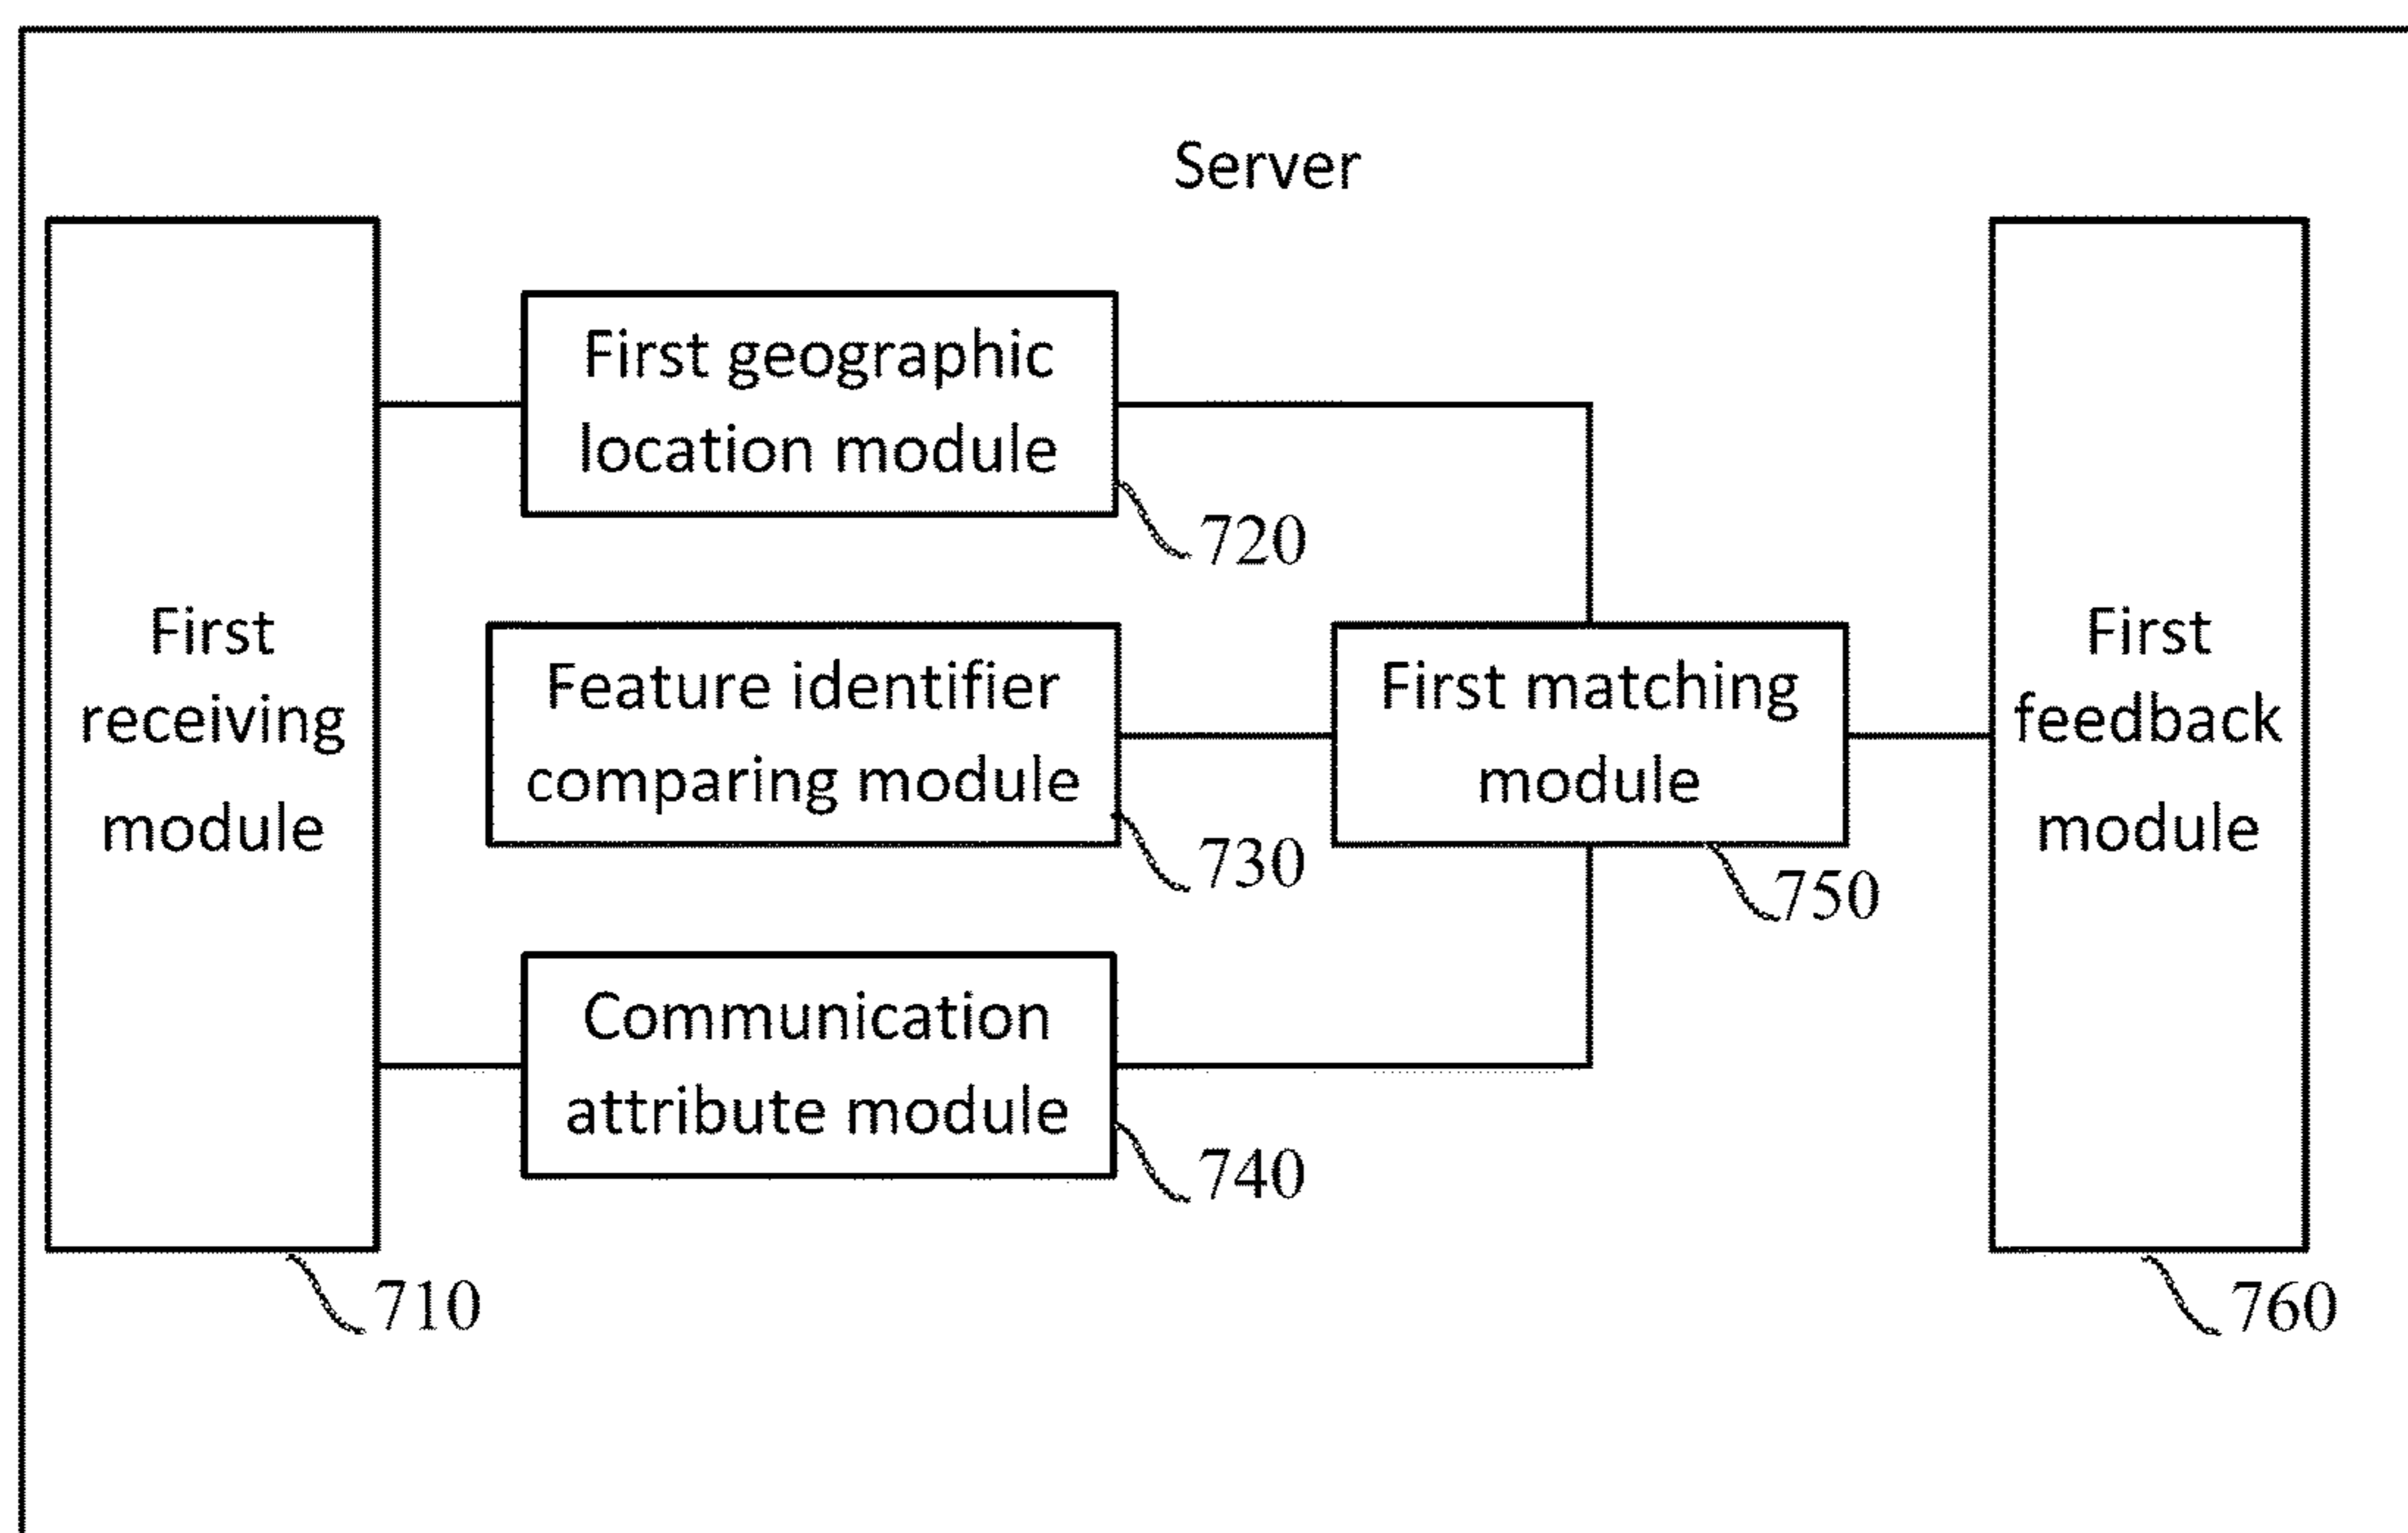 Server
First
receiving
module
710
First geographic
location module
720
Feature identifier
comparing module
730
Communication
attribute module
740
First matching
module
750
First
feedback
module
760